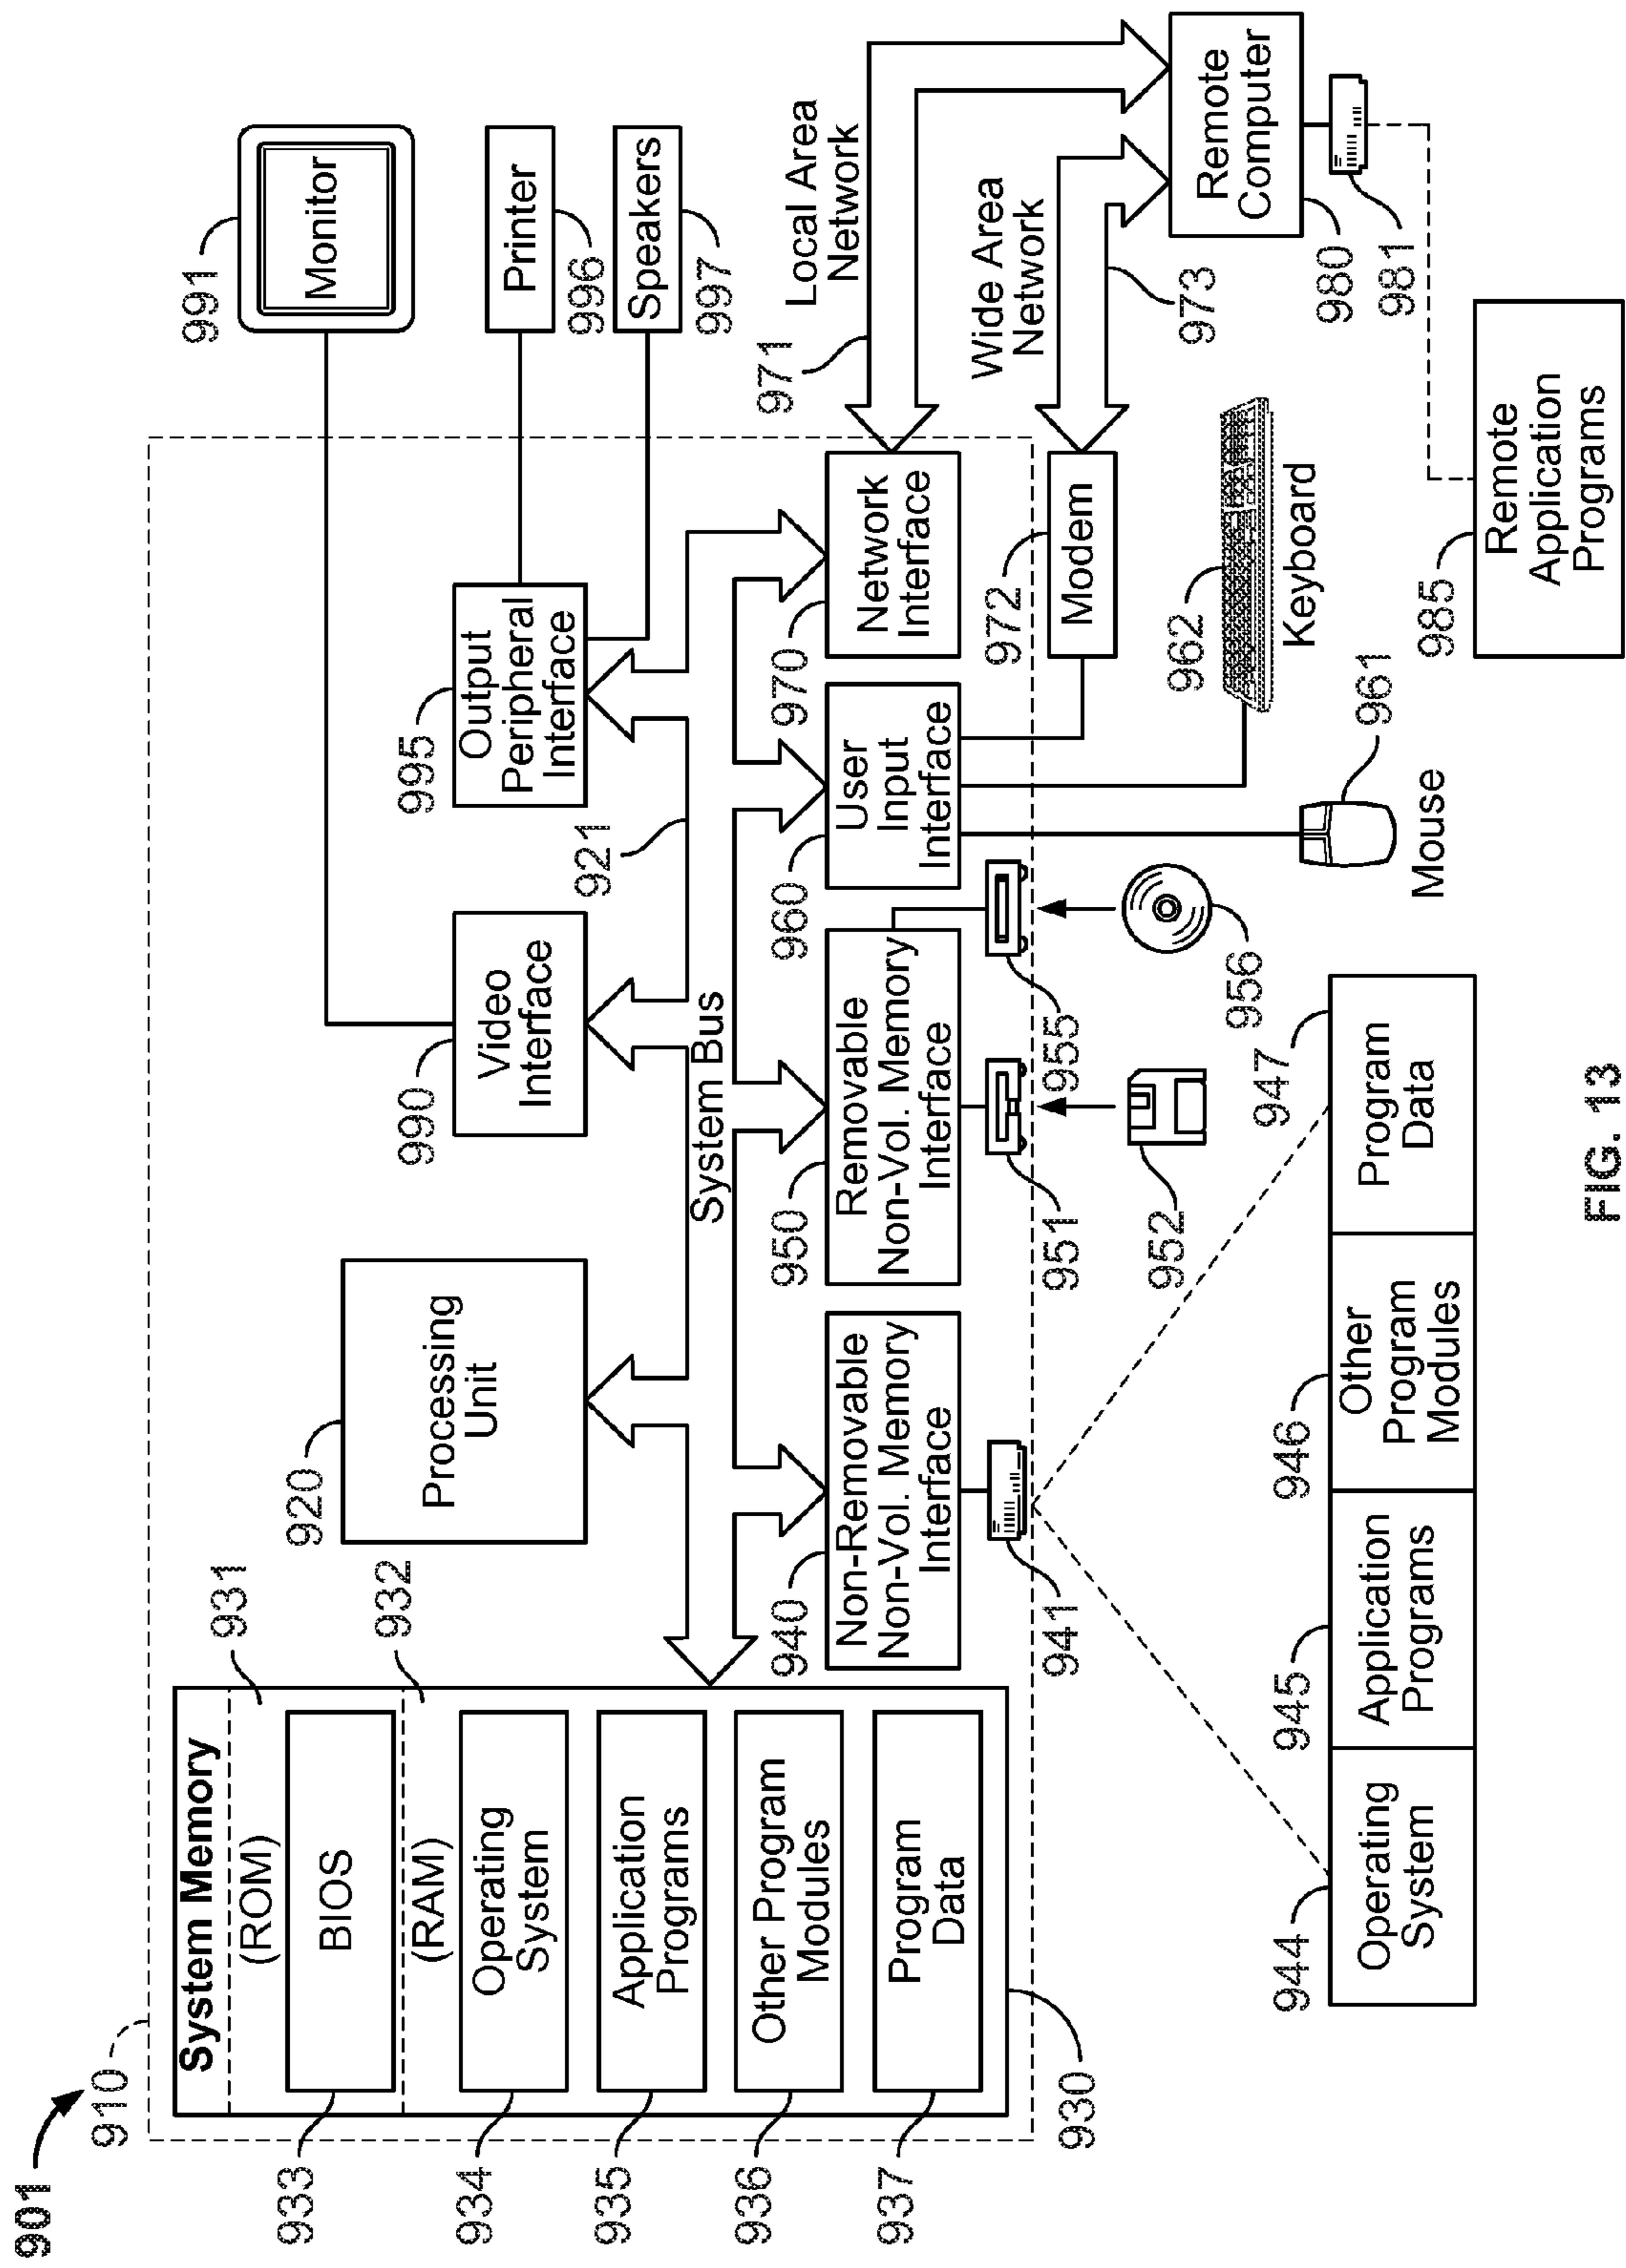 901
910
System Memory
(ROM)
931
BIOS
933
(RAM)
932
Operating
System
934
Application
Programs
935
Other Program
Modules
936
Program
Data
937
930
920
Processing
Unit
990
Video
Interface
995
Output
Peripheral
Interface
991
Monitor
Printer
996
Speakers
997
921
System Bus
940
Non-Removable
Non-Vol. Memory
Interface
941
950
Removable
Non-Vol. Memory
Interface
951
955
952
956
960
User
Input
Interface
970
Network
Interface
971
Local Area
Network
Wide Area
Network
973
972
Modem
962
Keyboard
961
Mouse
Remote
Computer
980
981
985
Remote
Application
Programs
944
Operating
System
945
Application
Programs
946
Other
Program
Modules
947
Program
Data
FIG. 13